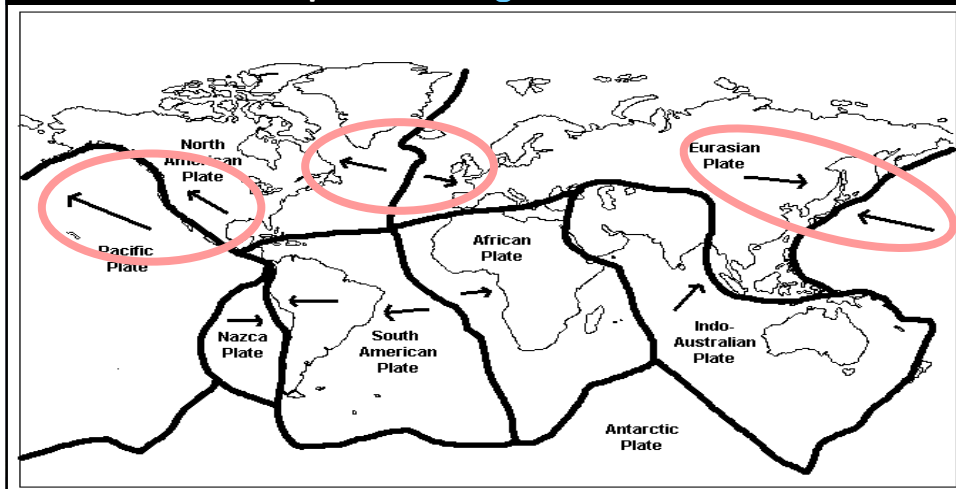 North
American
Plate
Eurasian
Plate
Pacific
Plate
African
Plate
Nazca
Plate
South
American
Plate
Indo-
Australian
Plate
Antarctic
Plate